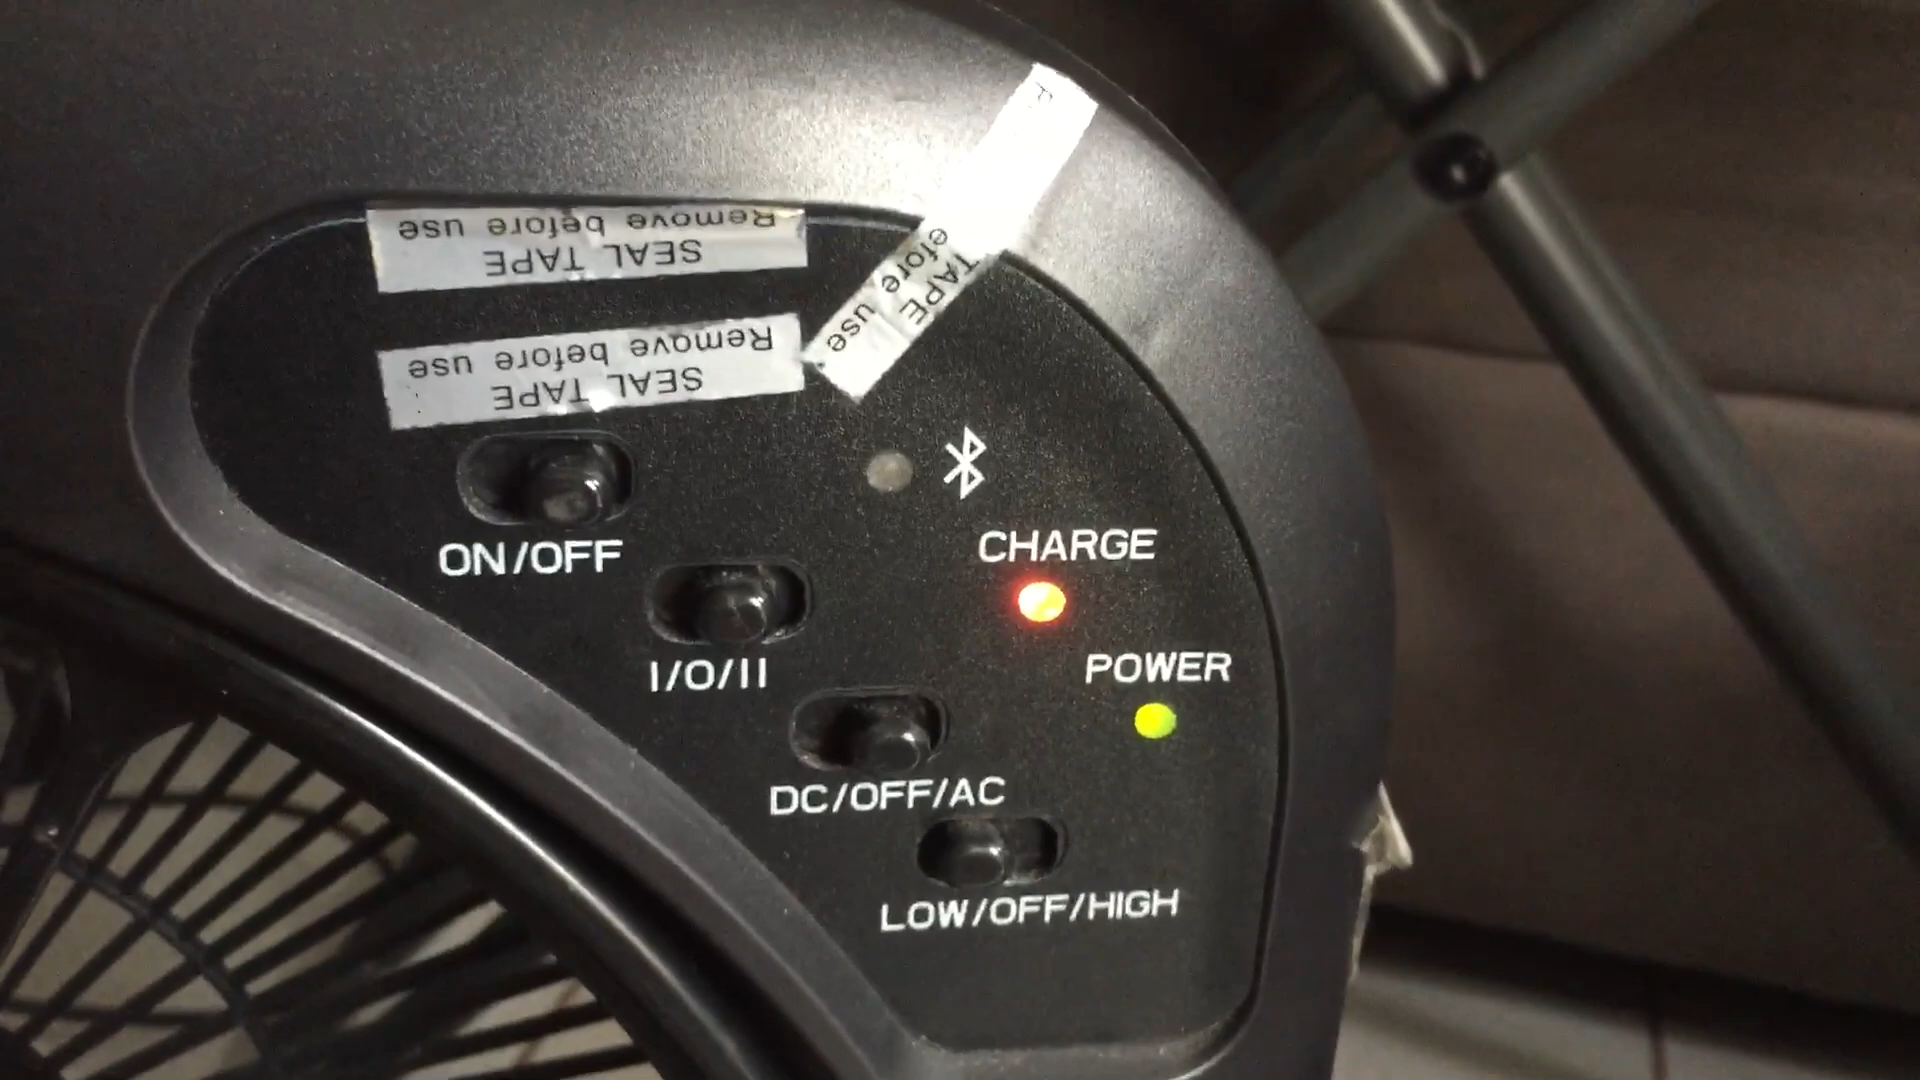 SEAL TAPE
Remove before use
SEAL TAPE
Remove before use
TAPE
efore use
ON/OFF
CHARGE
I/O/II
POWER
DC/OFF/AC
LOW/OFF/HIGH